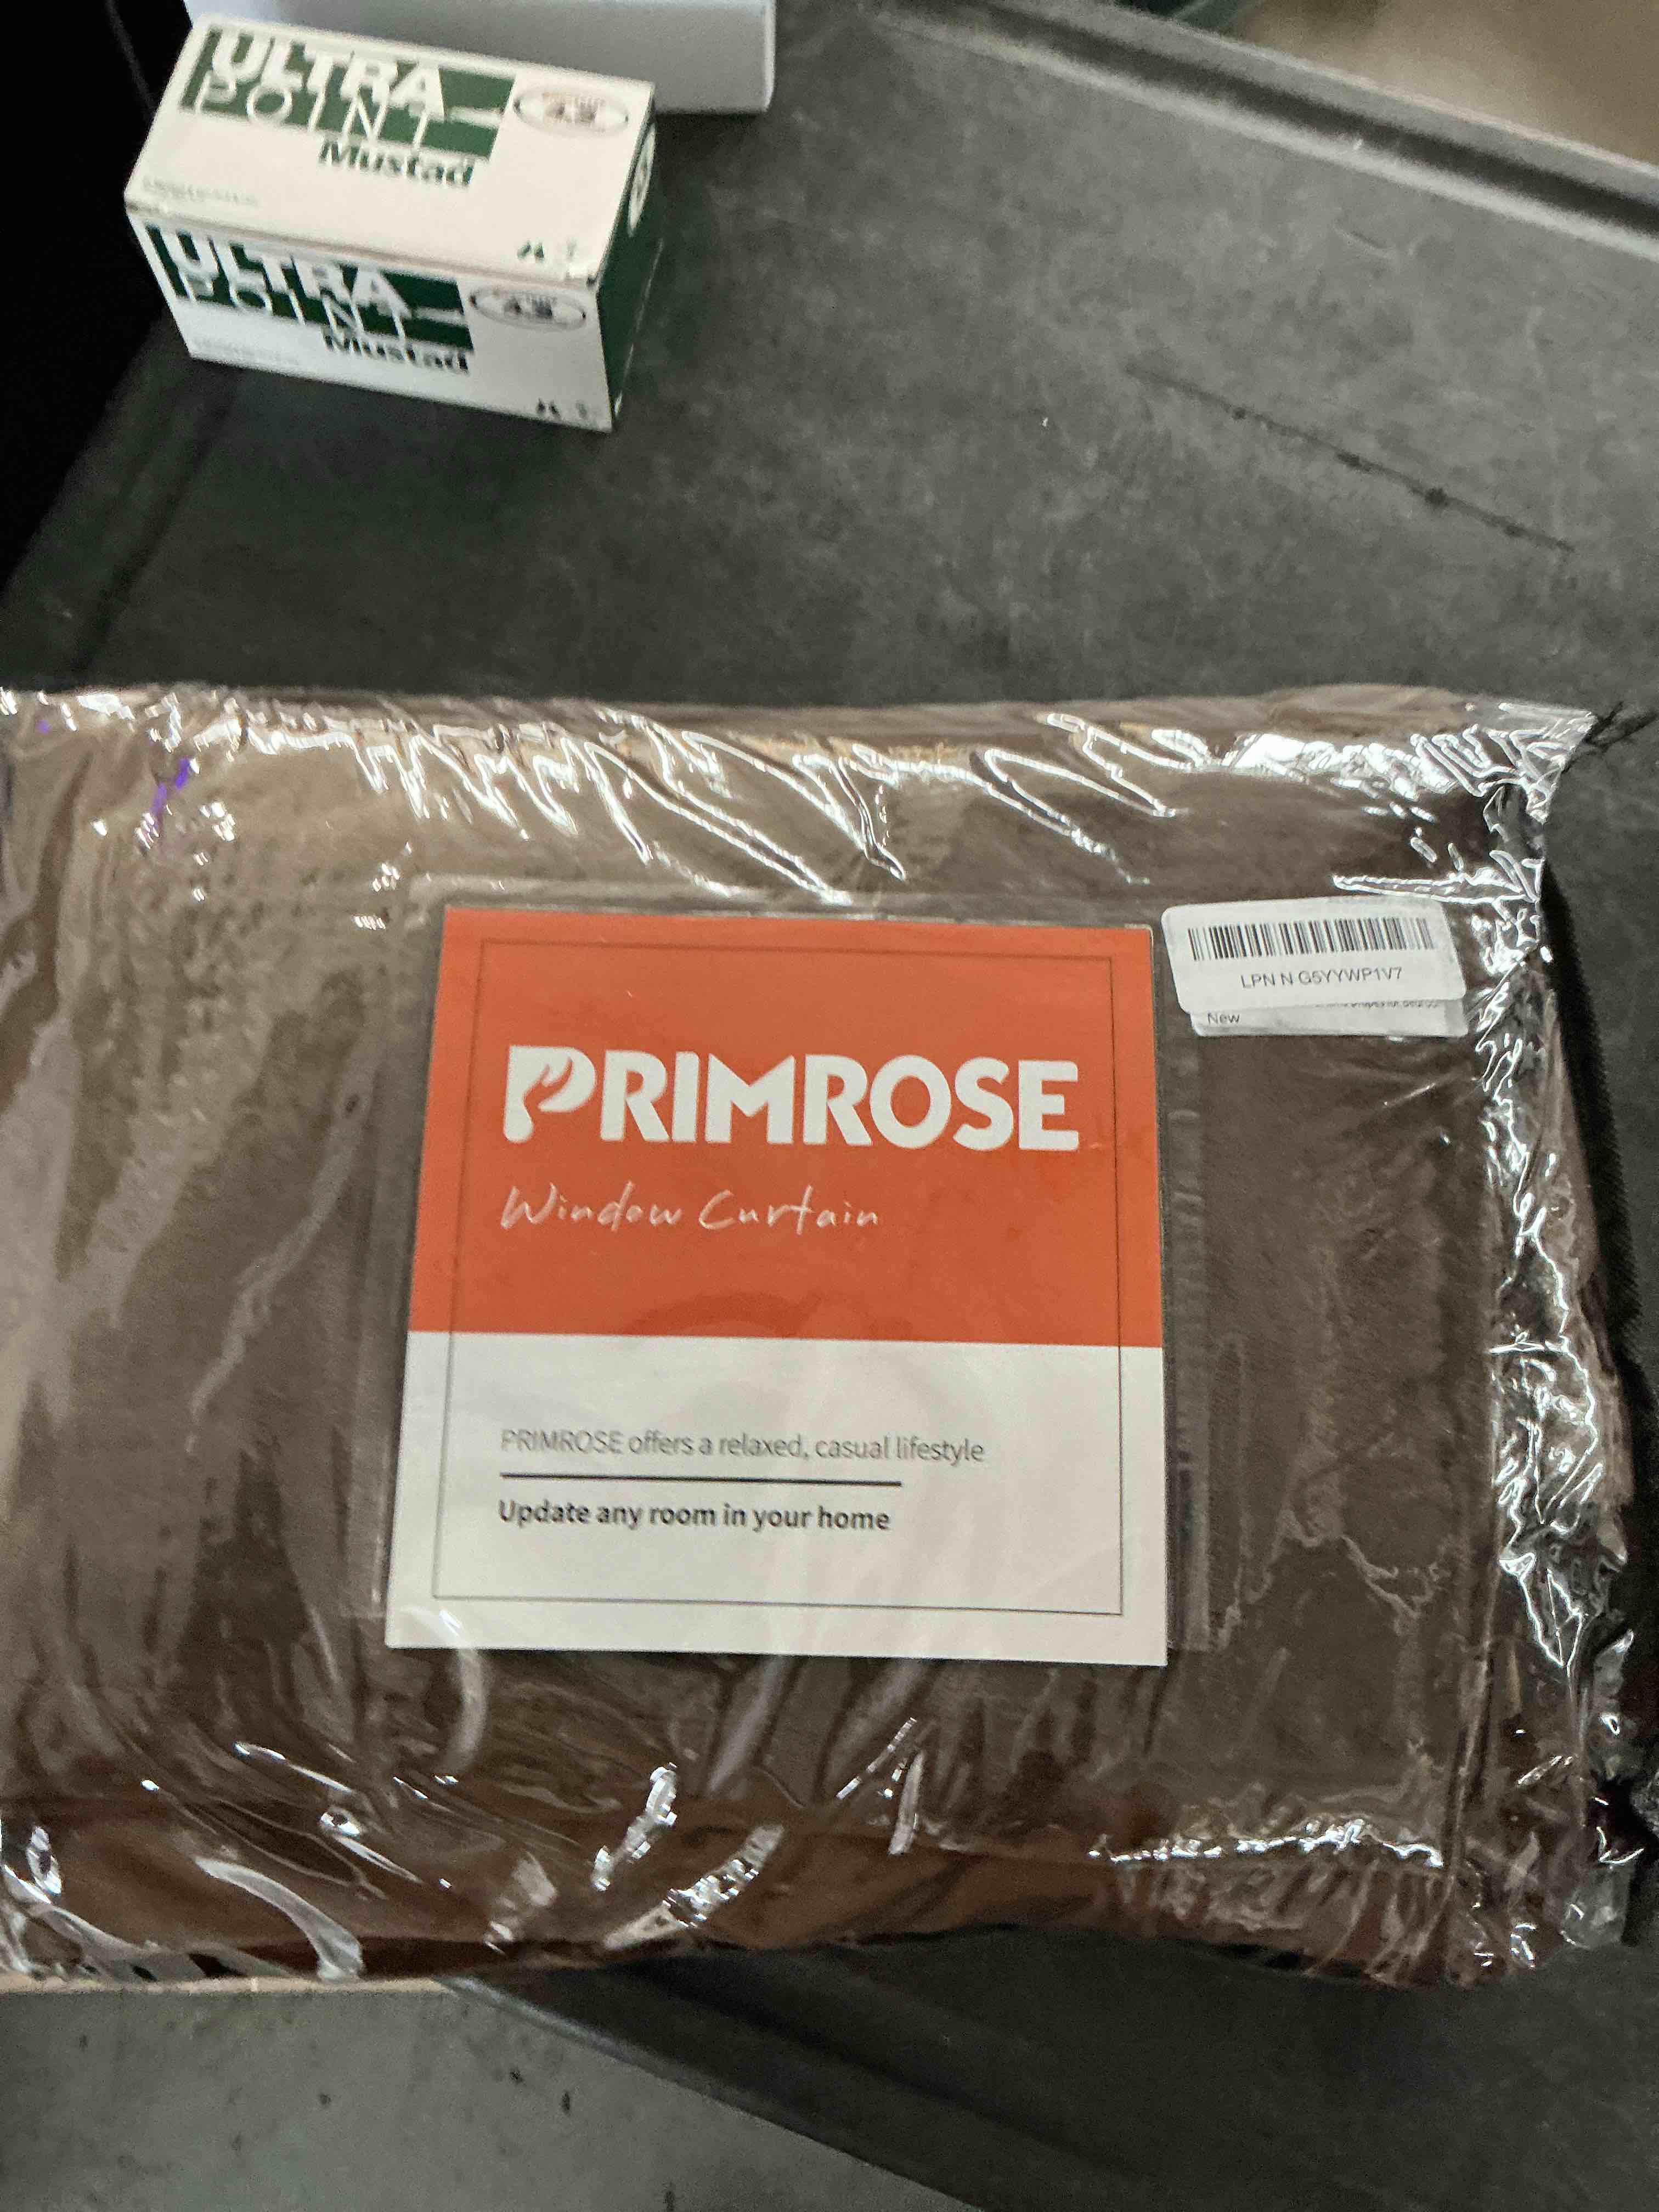 ULTRA
POINT
Mustad
ULTRA
POINT
Mustad
LPN N G5YYWP1V7
New
PRIMROSE
Window Curtain
PRIMROSE offers a relaxed, casual lifestyle
Update any room in your home